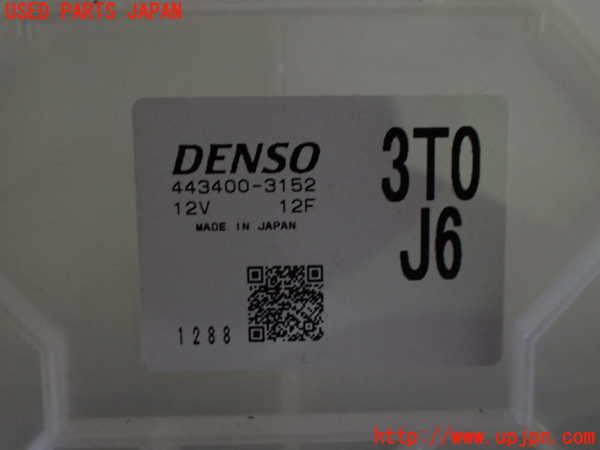 USED PARTS JAPAN
DENSO
443400-3152
12V 12F
MADE IN JAPAN
3T0
J6
1288
http://www.upjpn.com/